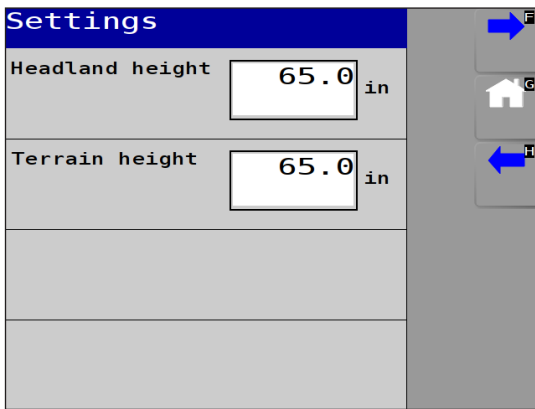 Settings
F
Headland height
65.0
in
G
Terrain height
65.0
in
H